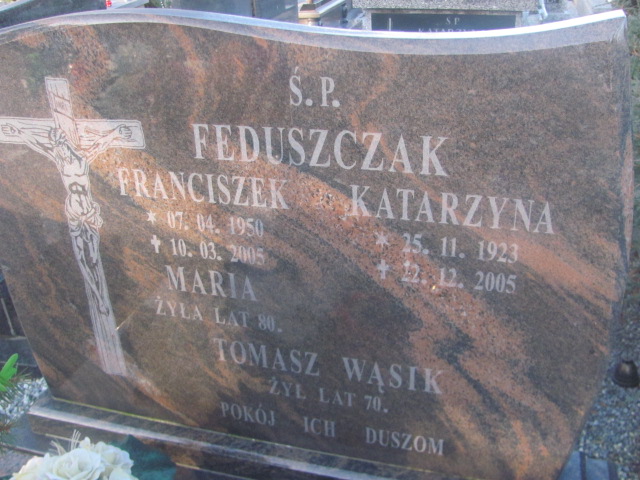 Ś.P.
FEDUSZCZAK
FRANCISZEK KATARZYNA
* 07. 04. 1950 * 25. 11. 1923
✝ 10. 03. 2005 ✝ 22. 12. 2005
MARIA
ŻYŁA LAT 80.
TOMASZ WĄSIK
ŻYŁ LAT 70.
POKÓJ ICH DUSZOM